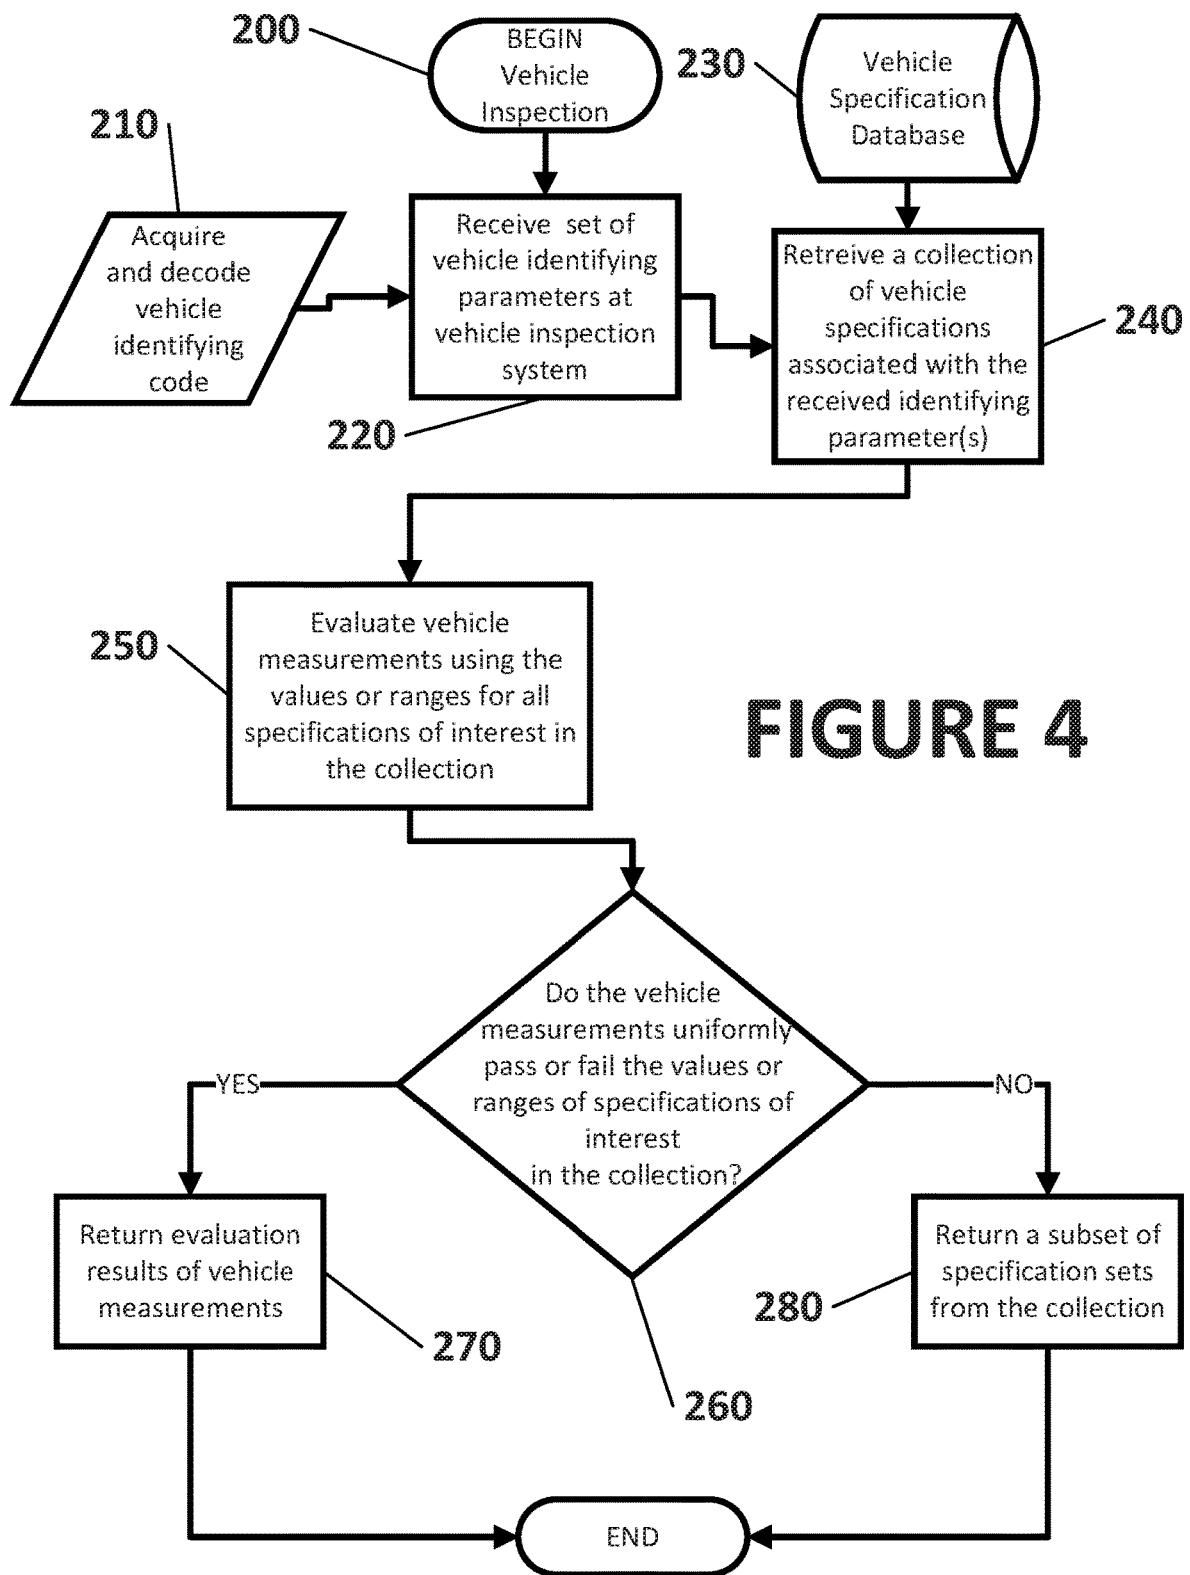 200
BEGIN
Vehicle
Inspection
230
Vehicle
Specification
Database
210
Acquire
and decode
vehicle
identifying
code
Receive set of
vehicle identifying
parameters at
vehicle inspection
system
220
Retreive a collection
of vehicle
specifications
associated with the
received identifying
parameter(s)
240
250
Evaluate vehicle
measurements using the
values or ranges for all
specifications of interest in
the collection
FIGURE 4
Do the vehicle
measurements uniformly
pass or fail the values or
ranges of specifications of
interest
in the collection?
YES
NO
260
Return evaluation
results of vehicle
measurements
270
280
Return a subset of
specification sets
from the collection
END